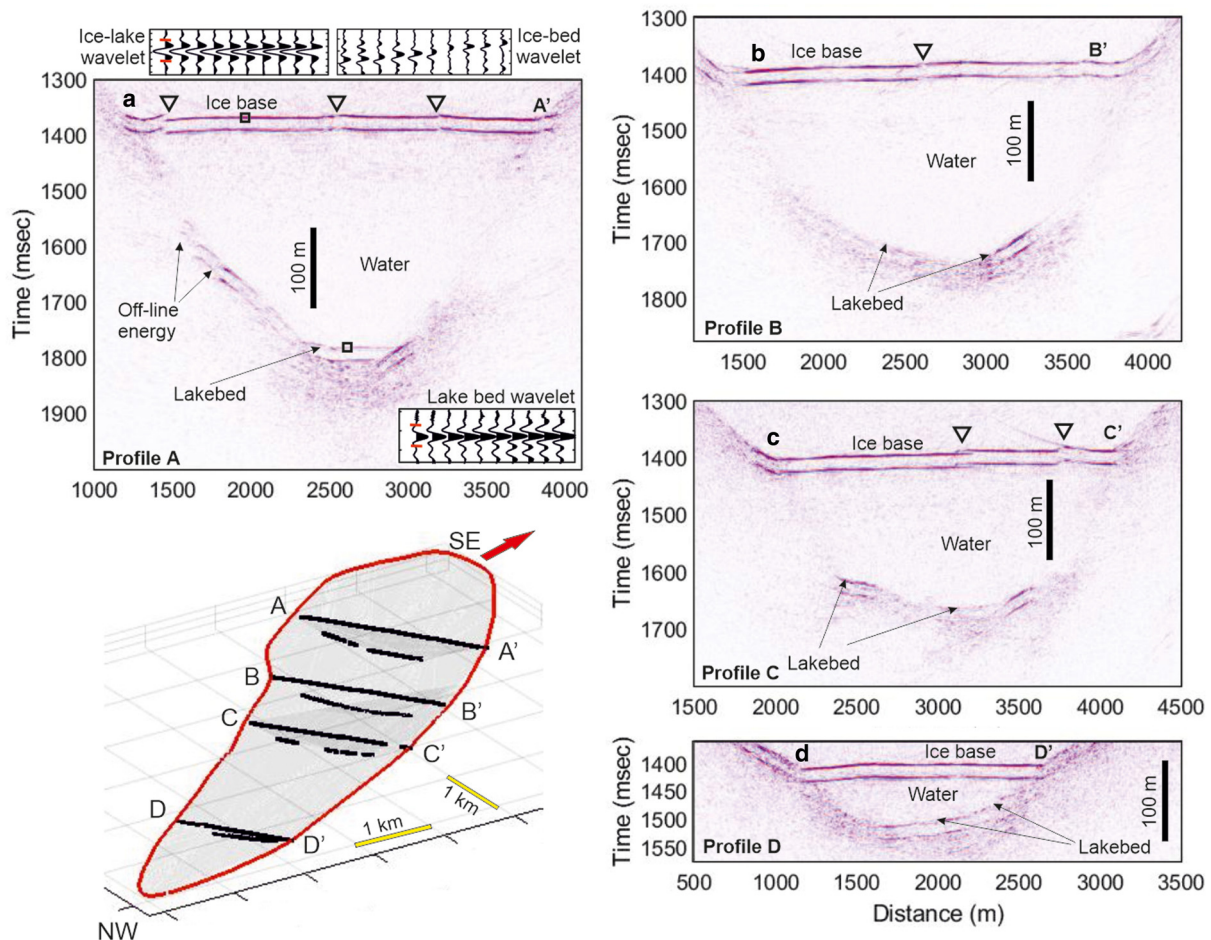 Ice-lake
wavelet
Ice-bed
wavelet
1300
1400
1500
1600
1700
1800
1900
Time (msec)
a
Ice base
A’
Water
100 m
Off-line
energy
Lakebed
Lake bed wavelet
Profile A
1000 1500 2000 2500 3000 3500 4000
1300
1400
1500
1600
1700
1800
Time (msec)
b
Ice base
B’
100 m
Water
Lakebed
Profile B
1500 2000 2500 3000 3500 4000
1300
1400
1500
1600
1700
Time (msec)
c
Ice base
C’
100 m
Water
Lakebed
Profile C
1500 2000 2500 3000 3500 4000 4500
1400
1450
1500
1550
Time (msec)
d
Ice base
D’
Water
100 m
Lakebed
Profile D
500 1000 1500 2000 2500 3000 3500
Distance (m)
SE
A
A’
B
B’
C
C’
D
D’
1 km
1 km
NW